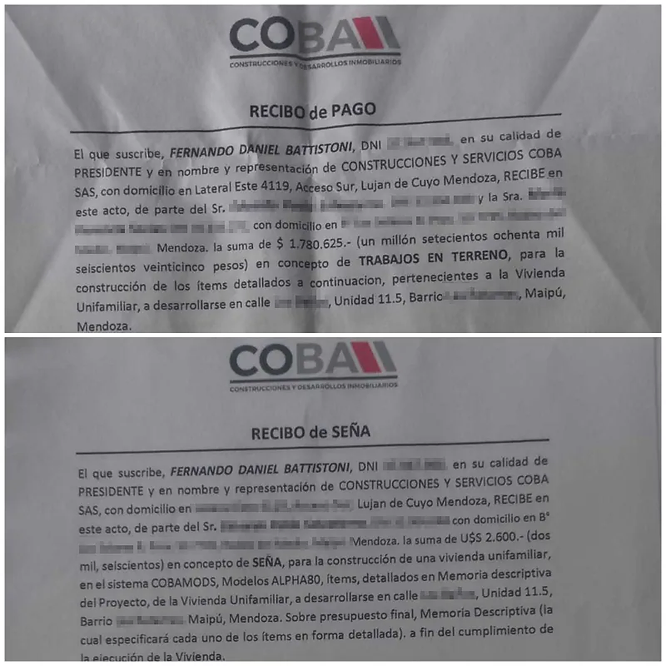 COBA
CONSTRUCCIONES Y DESARROLLOS INMOBILIARIOS
RECIBO de PAGO
El que suscribe, FERNANDO DANIEL BATTISTONI, DNI en su calidad de
PRESIDENTE y en nombre y representación de CONSTRUCCIONES Y SERVICIOS COBA
SAS, con domicilio en Lateral Este 4119, Acceso Sur, Lujan de Cuyo Mendoza, RECIBE en
este acto, de parte del Sr. y la Sra.
con domicilio en
Mendoza. la suma de $ 1.780.625.- (un millón setecientos ochenta mil
seiscientos veinticinco pesos) en concepto de TRABAJOS EN TERRENO, para la
construcción de los ítems detallados a continuacion, pertenecientes a la Vivienda
Unifamiliar, a desarrollarse en calle , Unidad 11.5, Barrio , Maipú,
Mendoza.
COBA
CONSTRUCCIONES Y DESARROLLOS INMOBILIARIOS
RECIBO de SEÑA
El que suscribe, FERNANDO DANIEL BATTISTONI, DNI en su calidad de
PRESIDENTE y en nombre y representación de CONSTRUCCIONES Y SERVICIOS COBA
SAS, con domicilio en Lujan de Cuyo Mendoza, RECIBE en
este acto, de parte del Sr. con domicilio en B°
Mendoza. la suma de U$S 2.600.- (dos
mil, seiscientos) en concepto de SEÑA, para la construcción de una vivienda unifamiliar,
en el sistema COBAMODS, Modelos ALPHA80, ítems, detallados en Memoria descriptiva
del Proyecto, de la Vivienda Unifamiliar, a desarrollarse en calle , Unidad 11.5,
Barrio Maipú, Mendoza. Sobre presupuesto final, Memoria Descriptiva (la
cual especificará cada uno de los ítems en forma detallada). a fin del cumplimiento de
la ejecución de la Vivienda.